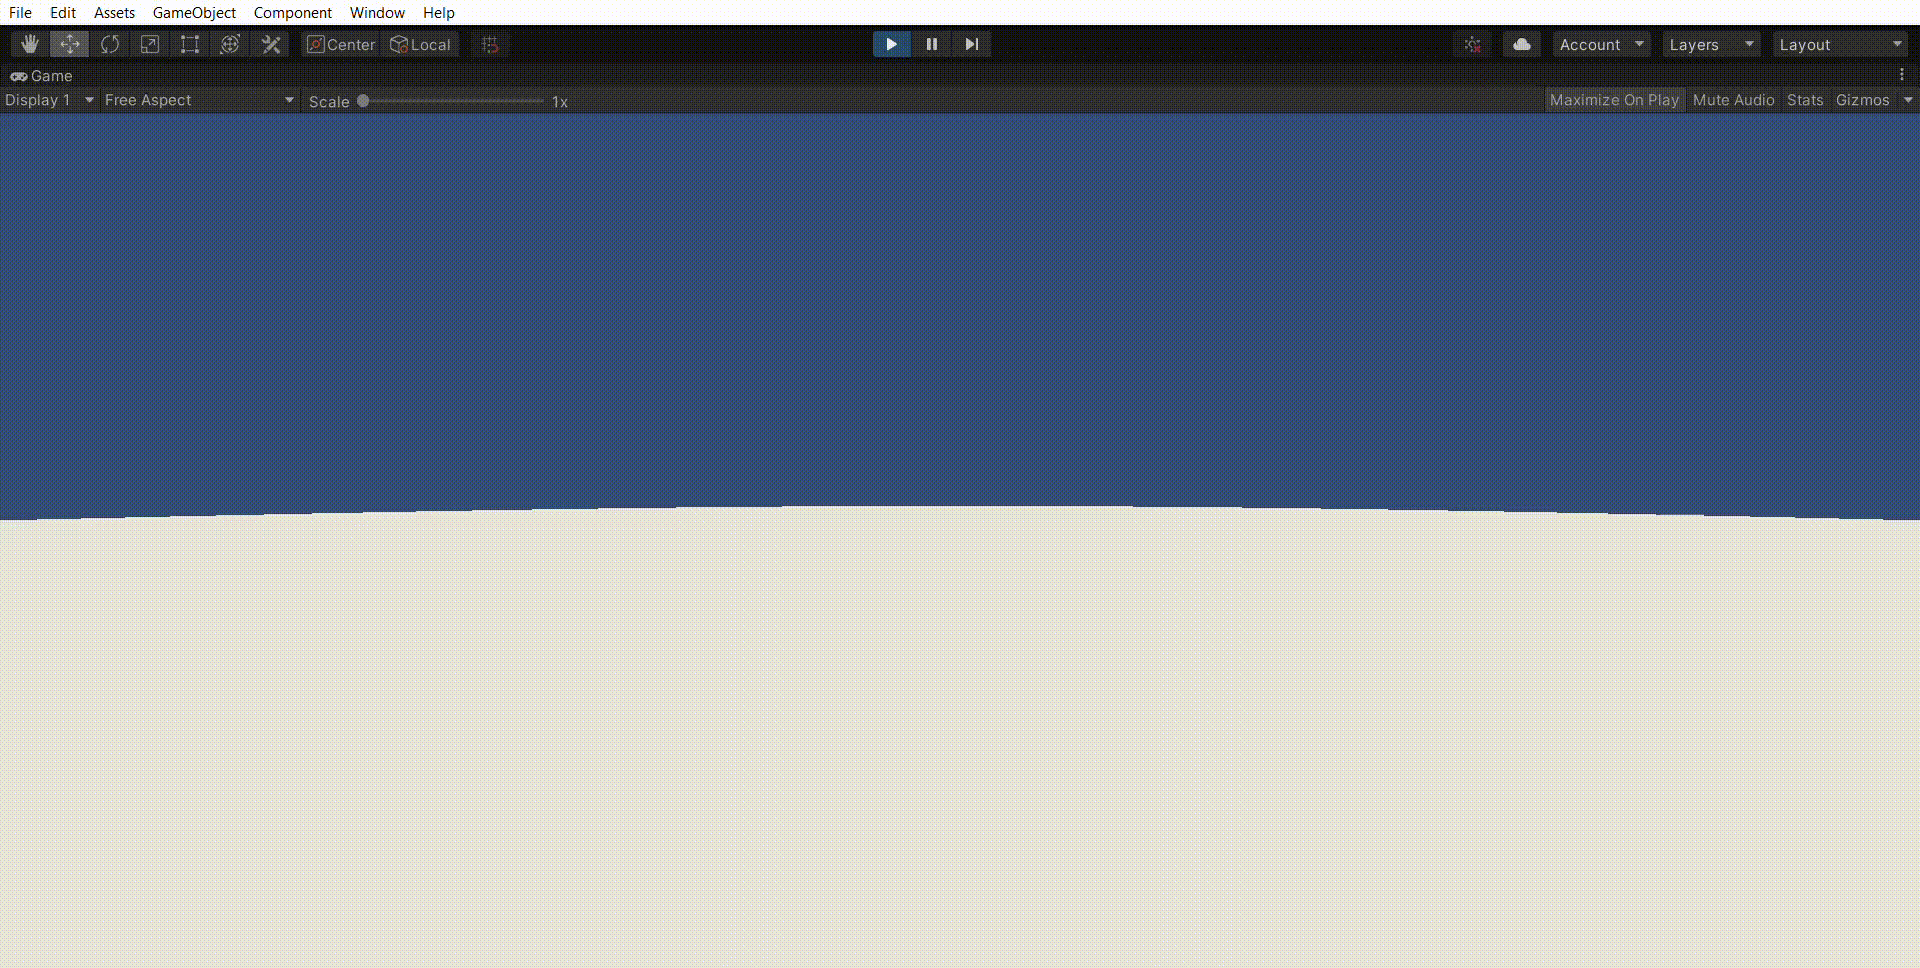 File Edit Assets GameObject Component Window Help
Center Local Account Layers Layout
Game
Display 1 Free Aspect Scale 1x Maximize On Play Mute Audio Stats Gizmos